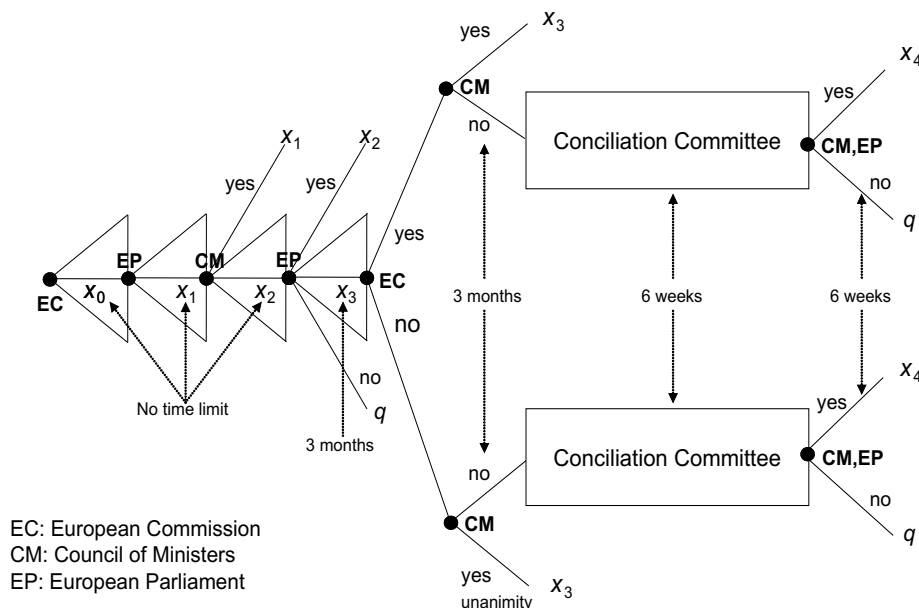 yes
x3
CM
no
Conciliation Committee
yes
x4
CM,EP
no
q
x1
x2
yes
yes
yes
EP
CM
EP
EC
EC
x0
x1
x2
x3
3 months
6 weeks
6 weeks
no
no
q
No time limit
3 months
x4
yes
no
Conciliation Committee
CM,EP
no
q
CM
yes
x3
unanimity
EC: European Commission
CM: Council of Ministers
EP: European Parliament